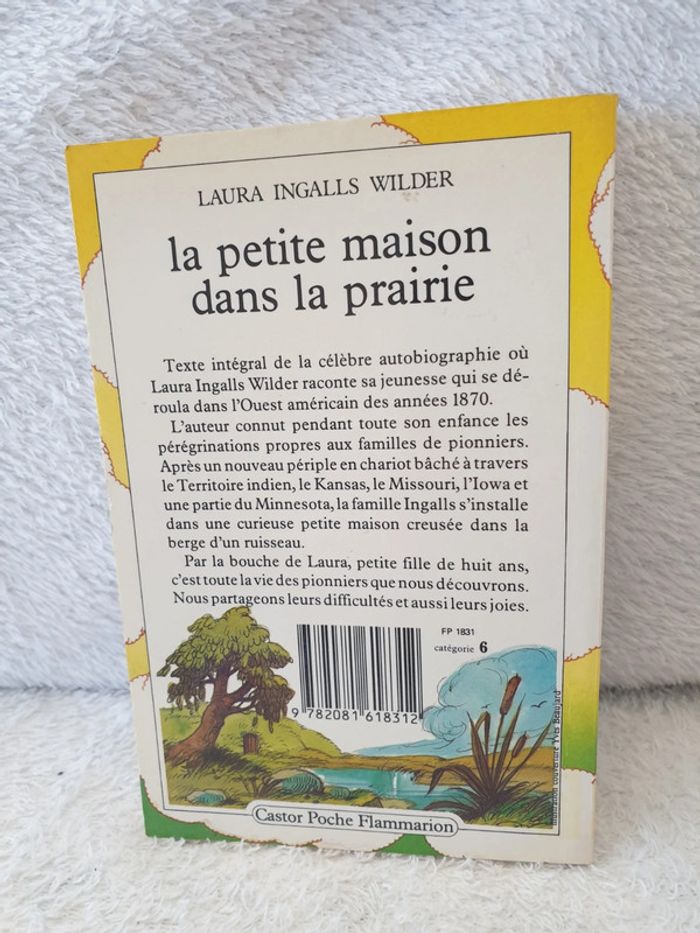 LAURA INGALLS WILDER
la petite maison
dans la prairie
Texte intégral de la célèbre autobiographie où
Laura Ingalls Wilder raconte sa jeunesse qui se dé-
roula dans l'Ouest américain des années 1870.
L'auteur connut pendant toute son enfance les
pérégrinations propres aux familles de pionniers.
Après un nouveau périple en chariot bâché à travers
le Territoire indien, le Kansas, le Missouri, l'Iowa et
une partie du Minnesota, la famille Ingalls s'installe
dans une curieuse petite maison creusée dans la
berge d'un ruisseau.
Par la bouche de Laura, petite fille de huit ans,
c'est toute la vie des pionniers que nous découvrons.
Nous partageons leurs difficultés et aussi leurs joies.
FP 1831
catégorie 6
9 782081 618312
couverture Yves Beaujard
Castor Poche Flammarion